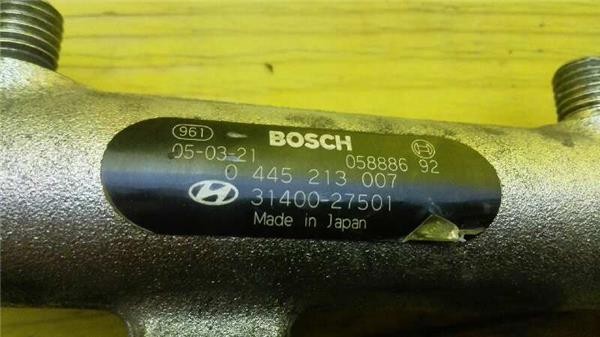 961 BOSCH
05-03-21 058886 92
0 445 213 007
31400-27501
Made in Japan